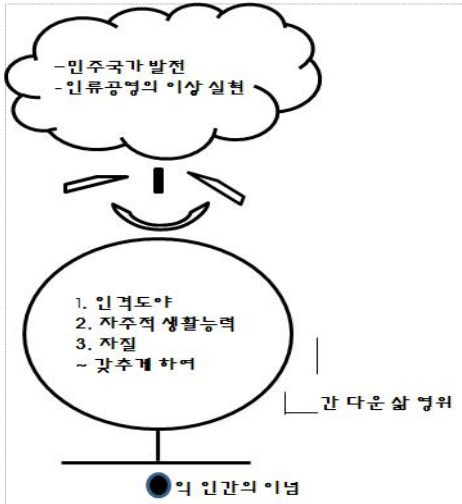 -민주국가 발전
-인류공영의 이상 실현
1. 인격도야
2. 자주적 생활능력
3. 자질
~ 갖추게 하여
간 다운 삶 영위
익 인간의 이념